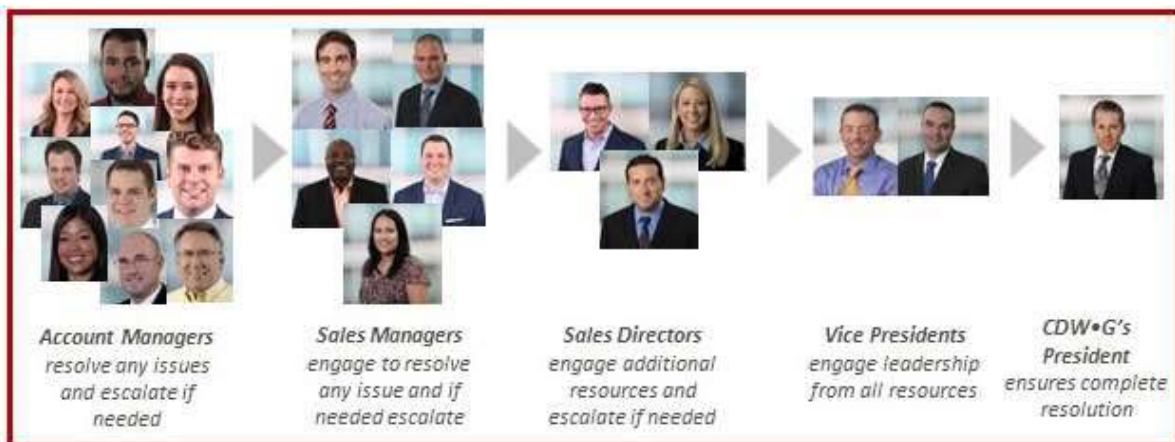 Account Managers
resolve any issues
and escalate if
needed
Sales Managers
engage to resolve
any issue and if
needed escalate
Sales Directors
engage additional
resources and
escalate if needed
Vice Presidents
engage leadership
from all resources
CDW•G's
President
ensures complete
resolution